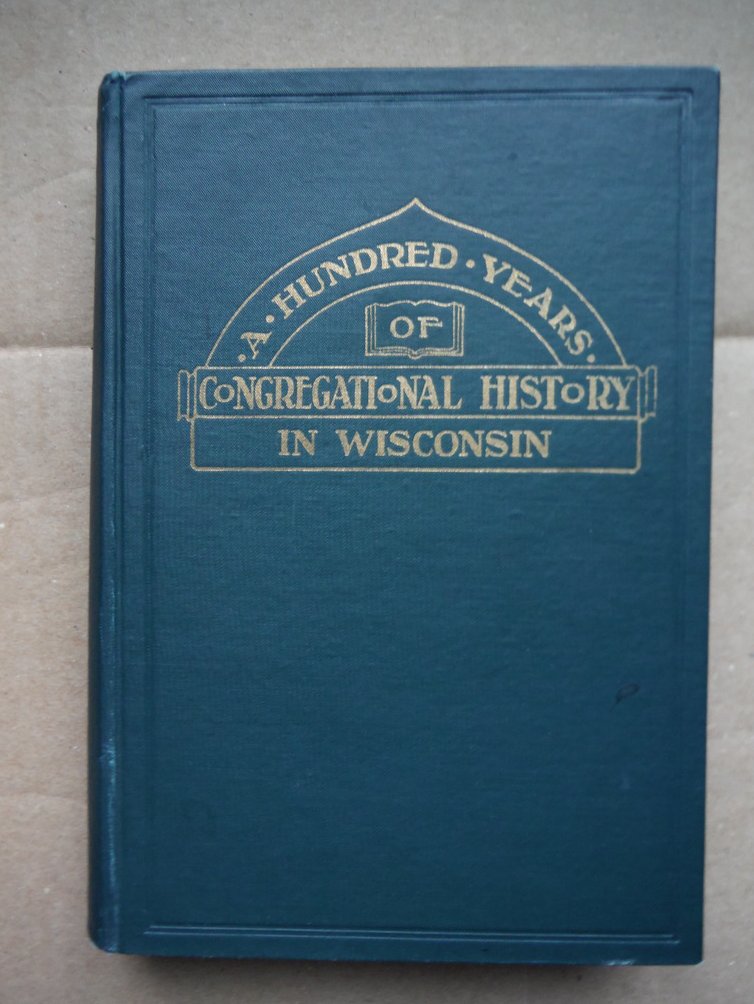 ·A·HUNDRED·YEARS·
OF
CONGREGATIONAL HISTORY
IN WISCONSIN